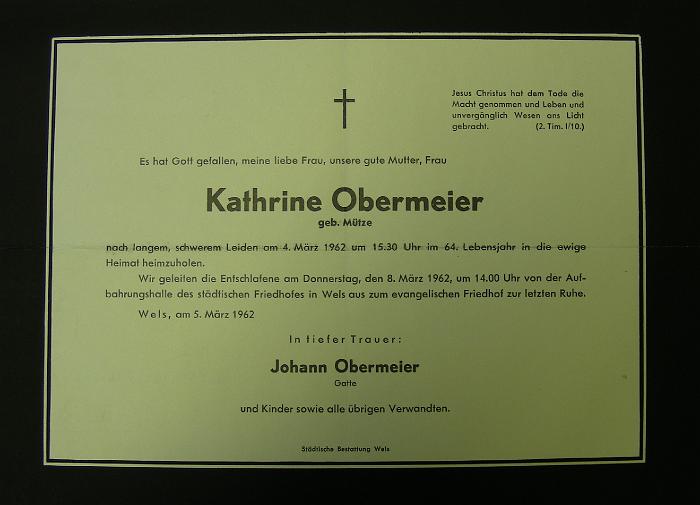 Jesus Christus hat dem Tode die
Macht genommen und Leben und
unvergänglich Wesen ans Licht
gebracht. (2. Tim. I/10.)
Es hat Gott gefallen, meine liebe Frau, unsere gute Mutter, Frau
Kathrine Obermeier
geb. Mütze
nach langem, schwerem Leiden am 4. März 1962 um 15.30 Uhr im 64. Lebensjahr in die ewige
Heimat heimzuholen.
Wir geleiten die Entschlafene am Donnerstag, den 8. März 1962, um 14.00 Uhr von der Auf-
bahrungshalle des städtischen Friedhofes in Wels aus zum evangelischen Friedhof zur letzten Ruhe.
Wels, am 5. März 1962
In tiefer Trauer:
Johann Obermeier
Gatte
und Kinder sowie alle übrigen Verwandten.
Städtische Bestattung Wels